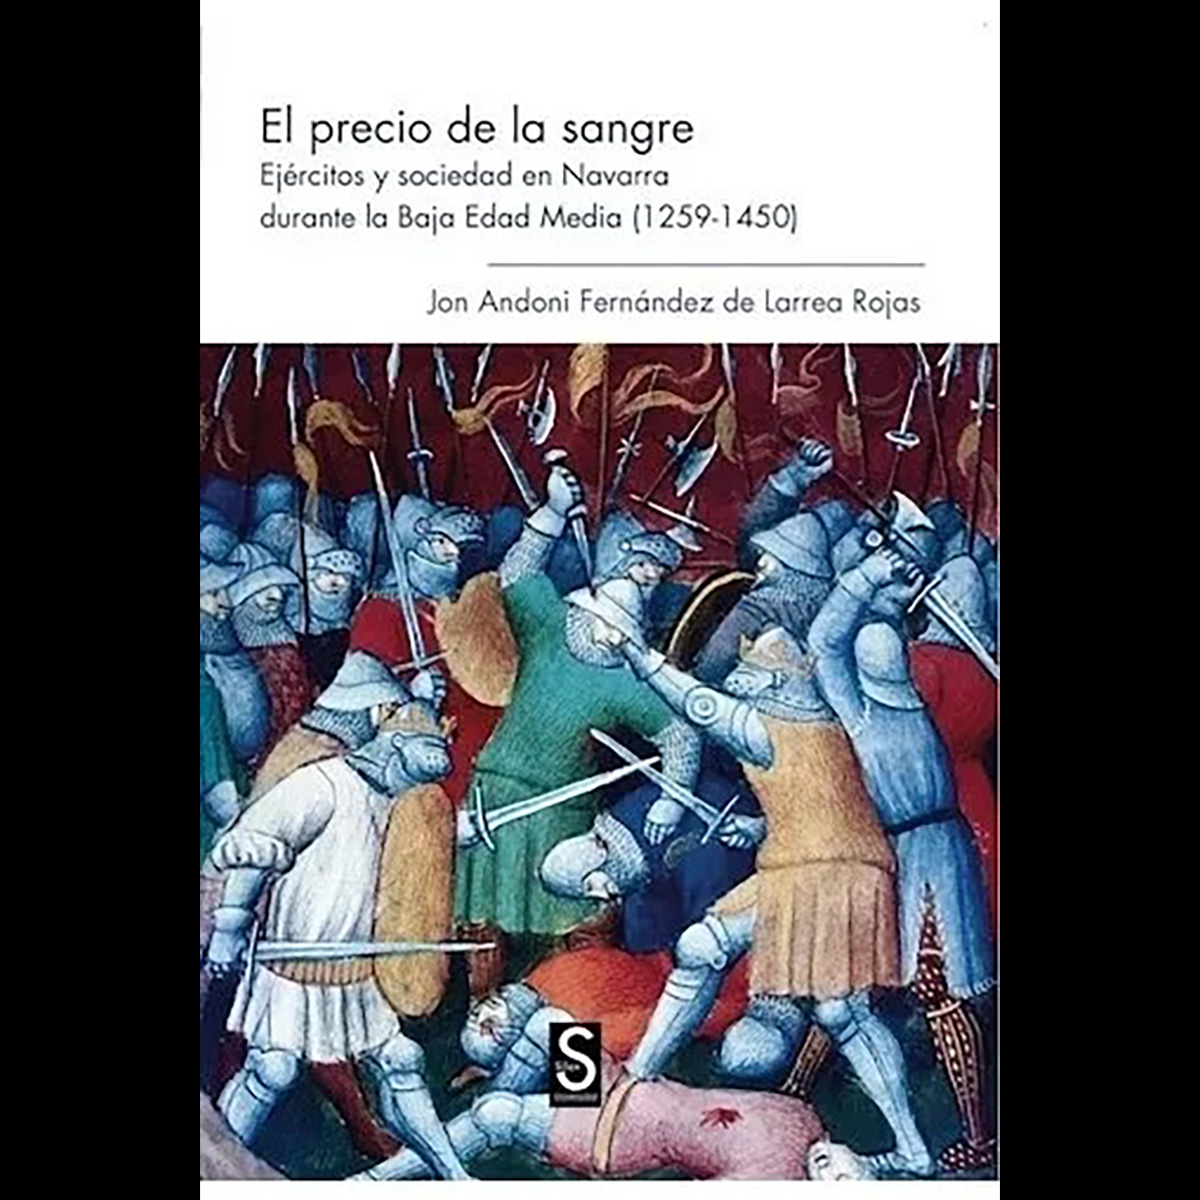 El precio de la sangre
Ejércitos y sociedad en Navarra
durante la Baja Edad Media (1259-1450)
Jon Andoni Fernández de Larrea Rojas
S
Sílex